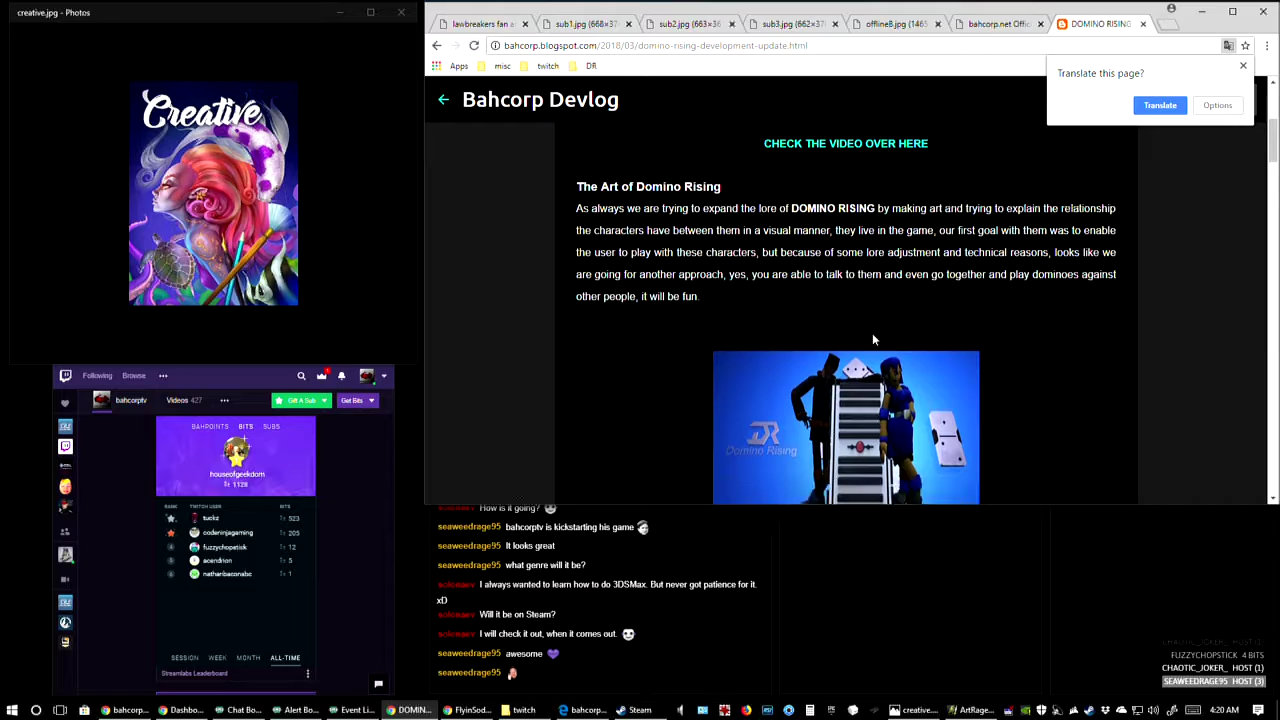 creative.jpg - Photos
Creative
lawbreakers fan a
sub1.jpg (668×37
sub2.jpg (663×36
sub3.jpg (662×37
offlineB.jpg (1465
bahcorp.net Offic
DOMINO RISING
bahcorp.blogspot.com/2018/03/domino-rising-development-update.html
Apps misc twitch DR
Translate this page?
Translate Options
Bahcorp Devlog
CHECK THE VIDEO OVER HERE
The Art of Domino Rising
As always we are trying to expand the lore of DOMINO RISING by making art and trying to explain the relationship
the characters have between them in a visual manner, they live in the game, our first goal with them was to enable
the user to play with these characters, but because of some lore adjustment and technical reasons, looks like we
are going for another approach, yes, you are able to talk to them and even go together and play dominoes against
other people, it will be fun.
DR
Domino Rising
Following Browse
bahcorptv Videos 427 Gift A Sub Get Bits
BAHPOINTS BITS SUBS
houseofgeekdom
1128
RANK TWITCH USER
tuckz 523
coderninjagaming 205
fuzzychopstick 12
acendrion 5
4 1
SESSION WEEK MONTH ALL-TIME
Streamlabs Leaderboard
How is it going?
seaweedrage95 bahcorptv is kickstarting his game
seaweedrage95 It looks great
seaweedrage95 what genre will it be?
I always wanted to learn how to do 3DSMax. But never got patience for it.
xD
Will it be on Steam?
I will check it out, when it comes out.
seaweedrage95 awesome
seaweedrage95
CHAOTIC_JOKER_ HOST (1)
FUZZYCHOPSTICK 4 BITS
CHAOTIC_JOKER_ HOST (1)
SEAWEEDRAGE95 HOST (3)
bahcorp... Dashbo... Chat Bo... Alert Bo... Event Li... DOMIN... FlyinSod... twitch bahcorp... Steam creative.... ArtRage... 4:20 AM